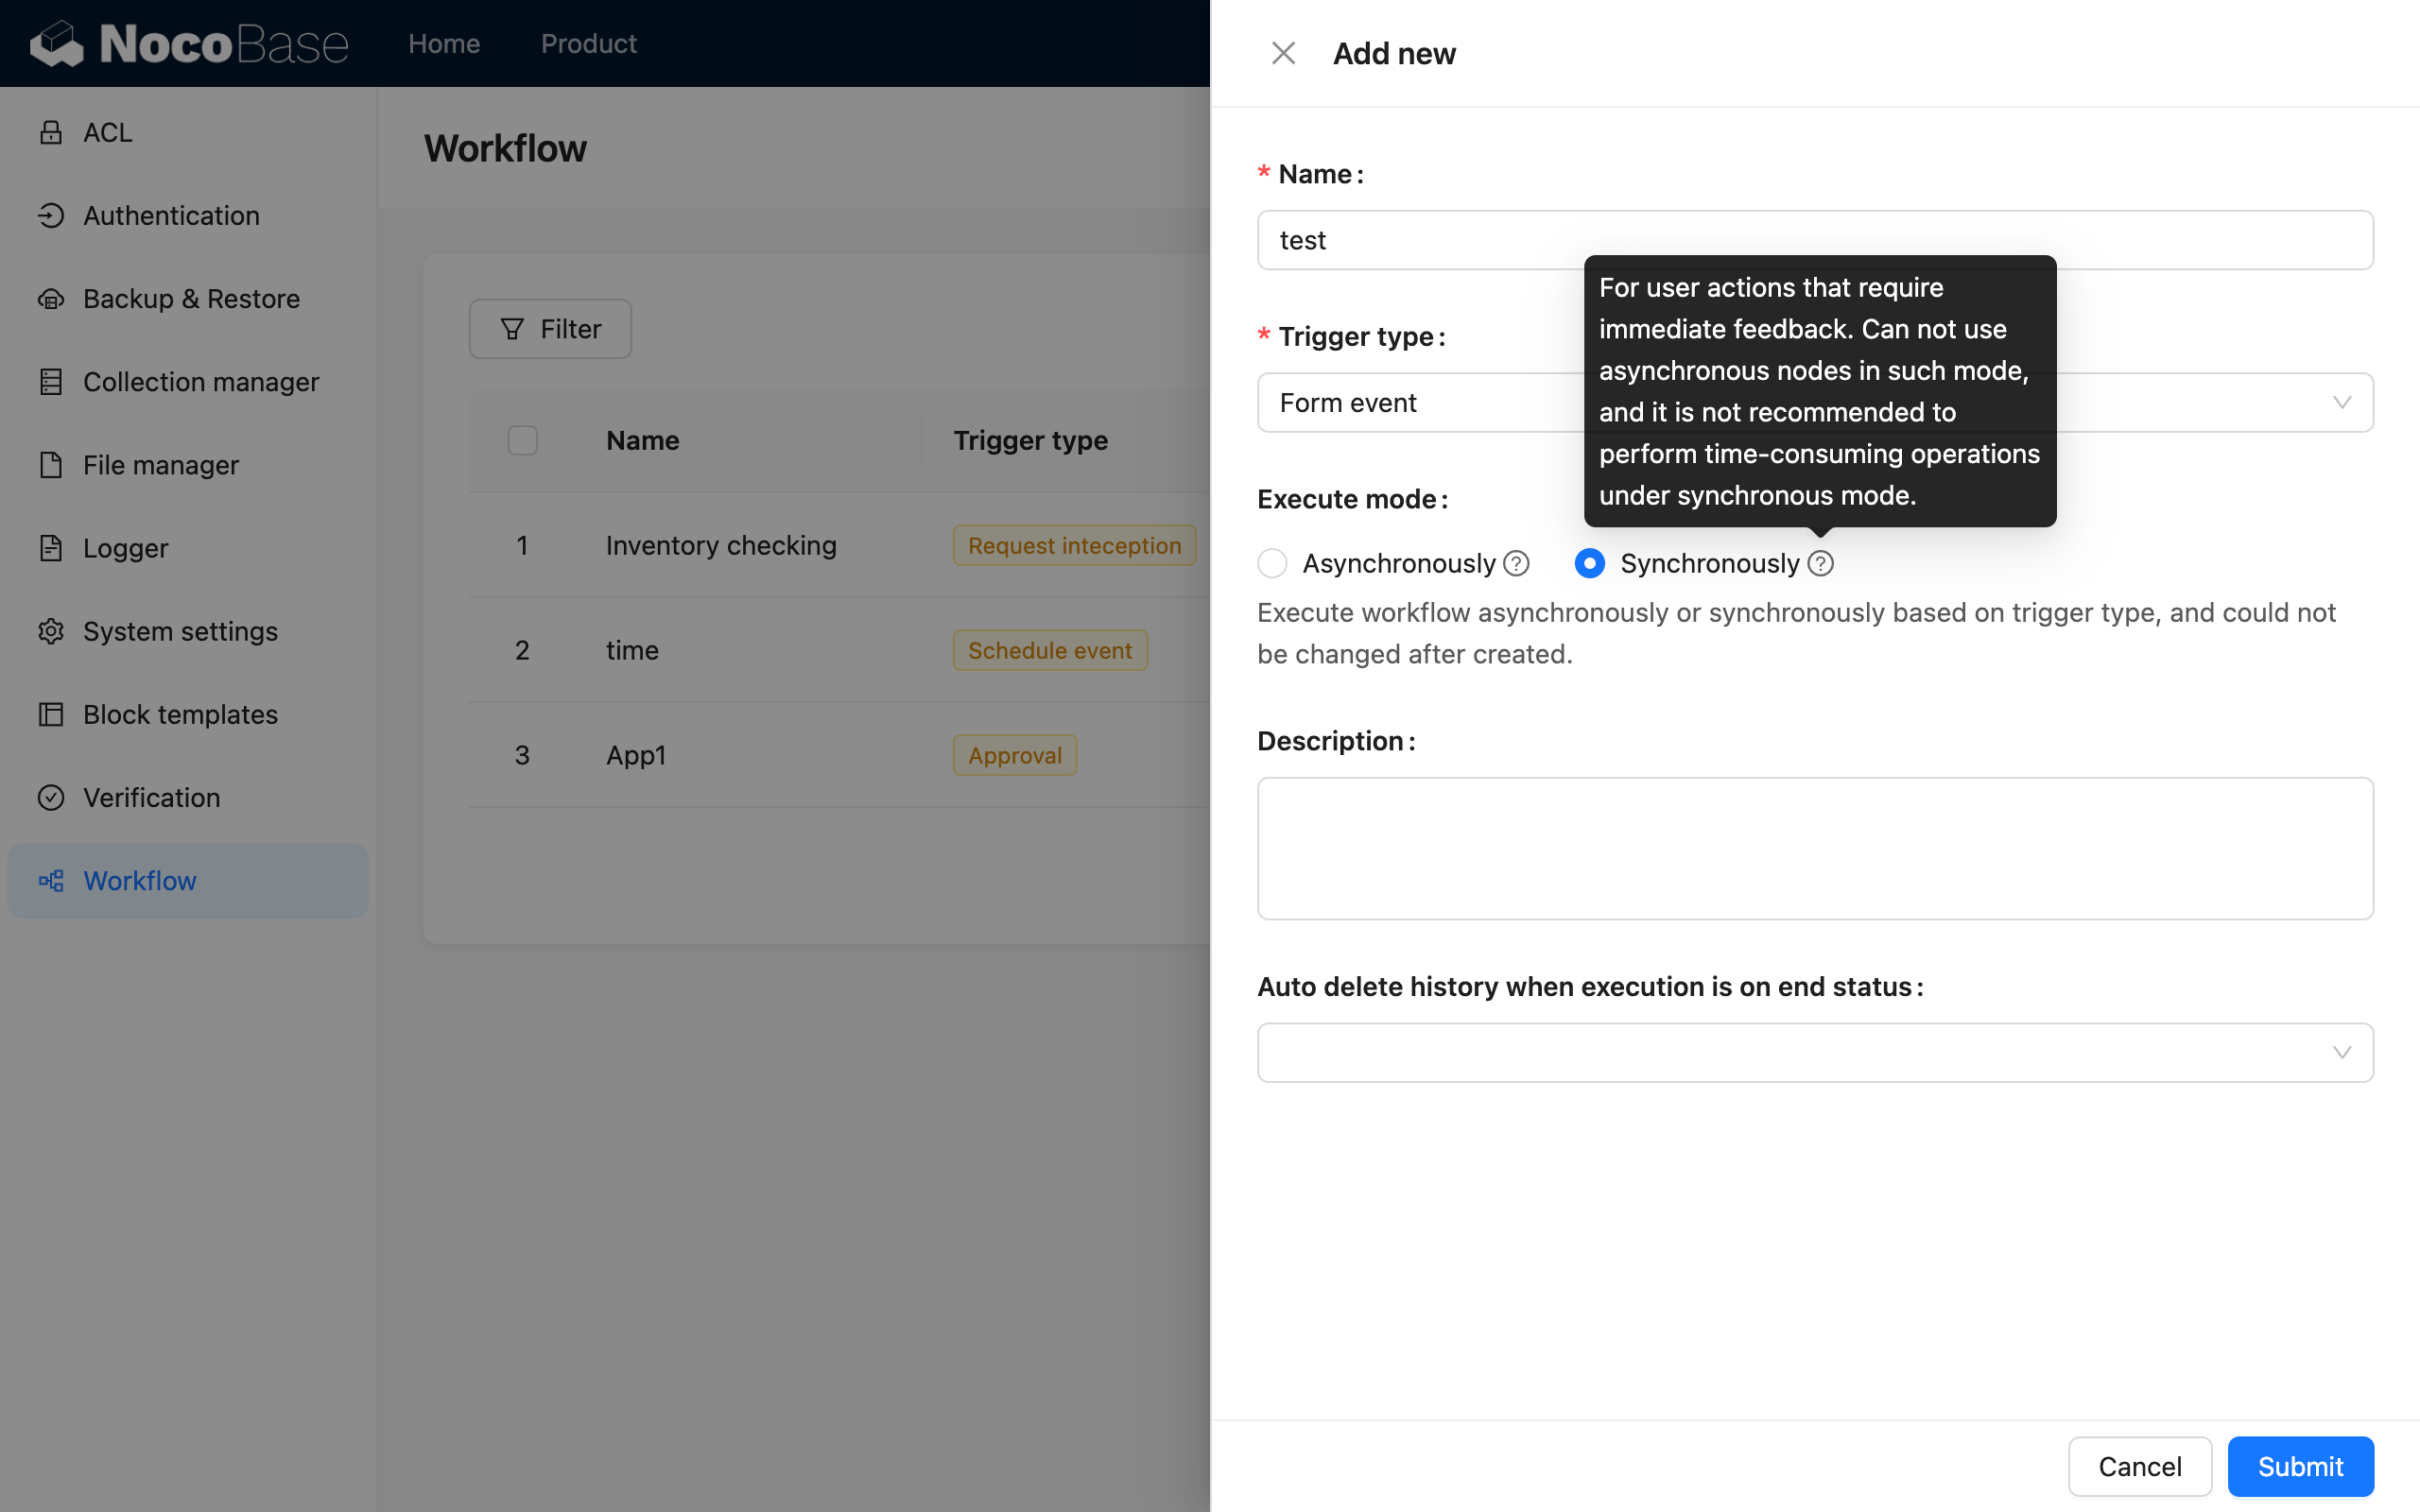 NocoBase
Home
Product
ACL
Authentication
Backup & Restore
Collection manager
File manager
Logger
System settings
Block templates
Verification
Workflow
Workflow
Filter
Name
Trigger type
1
Inventory checking
Request inteception
2
time
Schedule event
3
App1
Approval
Add new
* Name :
test
* Trigger type :
Form event
For user actions that require
immediate feedback. Can not use
asynchronous nodes in such mode,
and it is not recommended to
perform time-consuming operations
under synchronous mode.
Execute mode :
Asynchronously
Synchronously
Execute workflow asynchronously or synchronously based on trigger type, and could not
be changed after created.
Description :
Auto delete history when execution is on end status :
Cancel
Submit